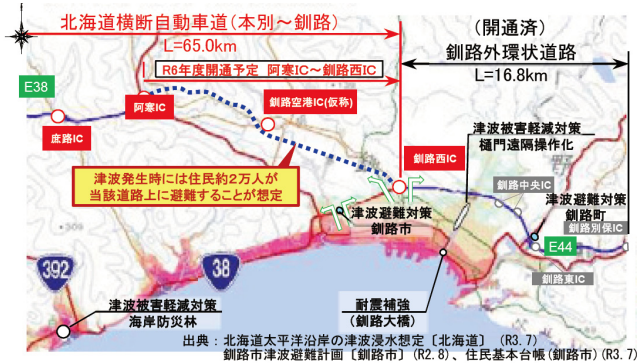 北海道横断自動車道(本別～釧路)
L=65.0km
(開通済)
釧路外環状道路
L=16.8km
R6年度開通予定 阿寒IC～釧路西IC
E38
阿寒IC
釧路空港IC(仮称)
庶路IC
津波被害軽減対策
樋門遠隔操作化
釧路西IC
津波発生時には住民約2万人が
当該道路上に避難することが想定
釧路中央IC
津波避難対策
釧路町
津波避難対策
釧路市
釧路別保IC
E44
釧路東IC
392
38
津波被害軽減対策
海岸防災林
耐震補強
(釧路大橋)
出典：北海道太平洋沿岸の津波浸水想定〔北海道〕(R3.7)
釧路市津波避難計画〔釧路市〕(R2.8)、住民基本台帳(釧路市)(R3.7)